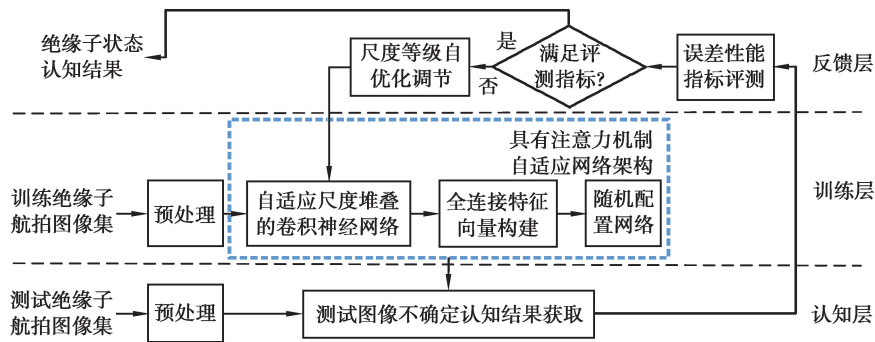 绝缘子状态
认知结果
是
否
尺度等级自
优化调节
满足评
测指标?
误差性能
指标评测
反馈层
具有注意力机制
自适应网络架构
训练绝缘子
航拍图像集
预处理
自适应尺度堆叠
的卷积神经网络
全连接特征
向量构建
随机配
置网络
训练层
测试绝缘子
航拍图像集
预处理
测试图像不确定认知结果获取
认知层